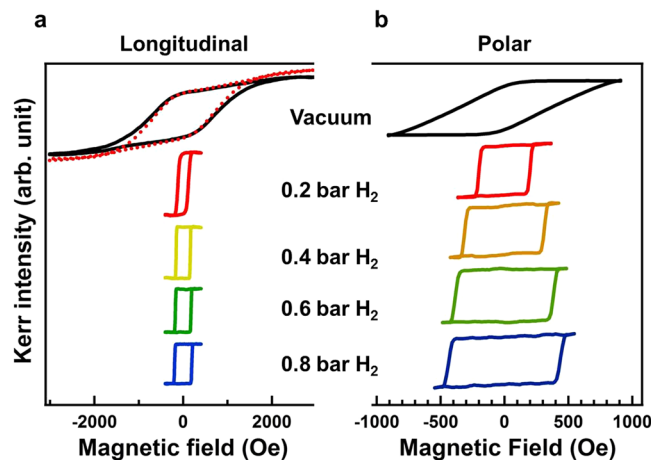 a
b
Longitudinal
Polar
Kerr intensity (arb. unit)
Vacuum
0.2 bar H₂
0.4 bar H₂
0.6 bar H₂
0.8 bar H₂
-2000 0 2000
-1000 -500 0 500 1000
Magnetic field (Oe)
Magnetic Field (Oe)